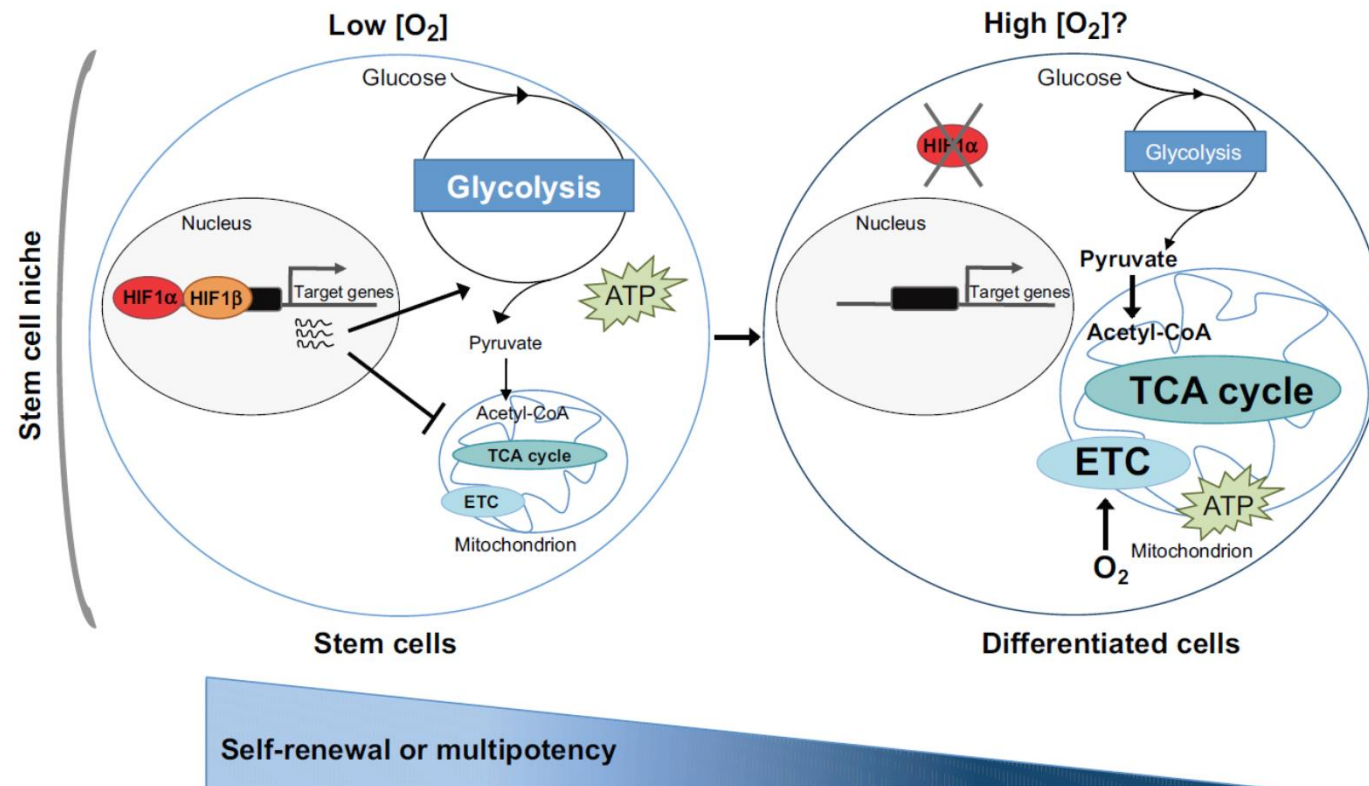 Low [O₂]
High [O₂]?
Stem cell niche
Glucose
Glycolysis
Nucleus
HIF1α
HIF1β
Target genes
ATP
Pyruvate
Acetyl-CoA
TCA cycle
ETC
Mitochondrion
Stem cells
Glucose
HIF1α
Glycolysis
Nucleus
Target genes
Pyruvate
Acetyl-CoA
TCA cycle
ETC
ATP
O₂
Mitochondrion
Differentiated cells
Self-renewal or multipotency